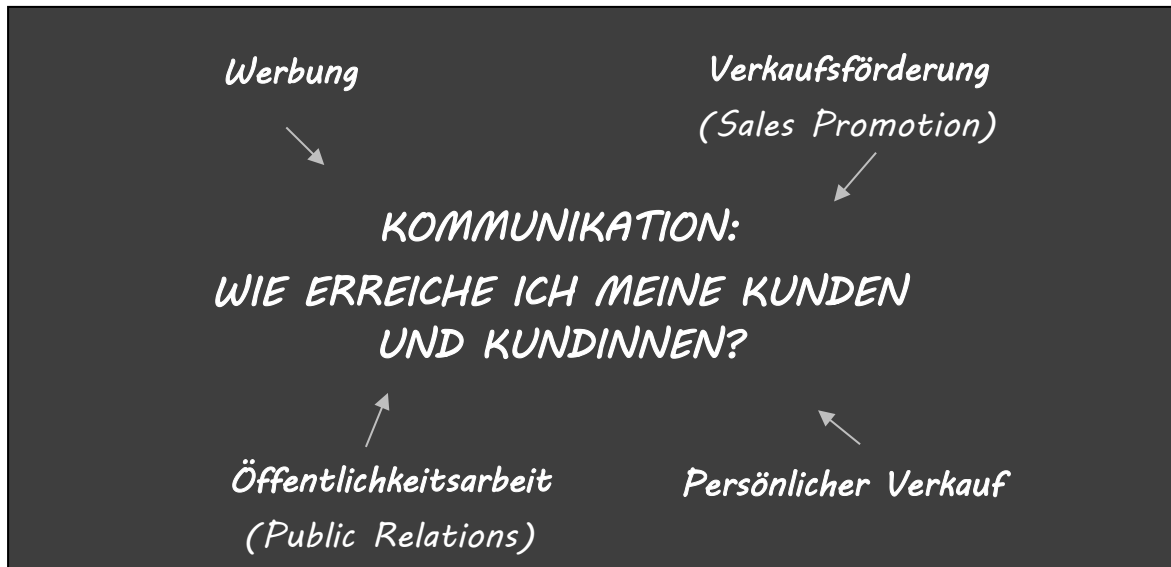 Werbung
Verkaufsförderung
(Sales Promotion)
KOMMUNIKATION:
WIE ERREICHE ICH MEINE KUNDEN
UND KUNDINNEN?
Öffentlichkeitsarbeit
(Public Relations)
Persönlicher Verkauf